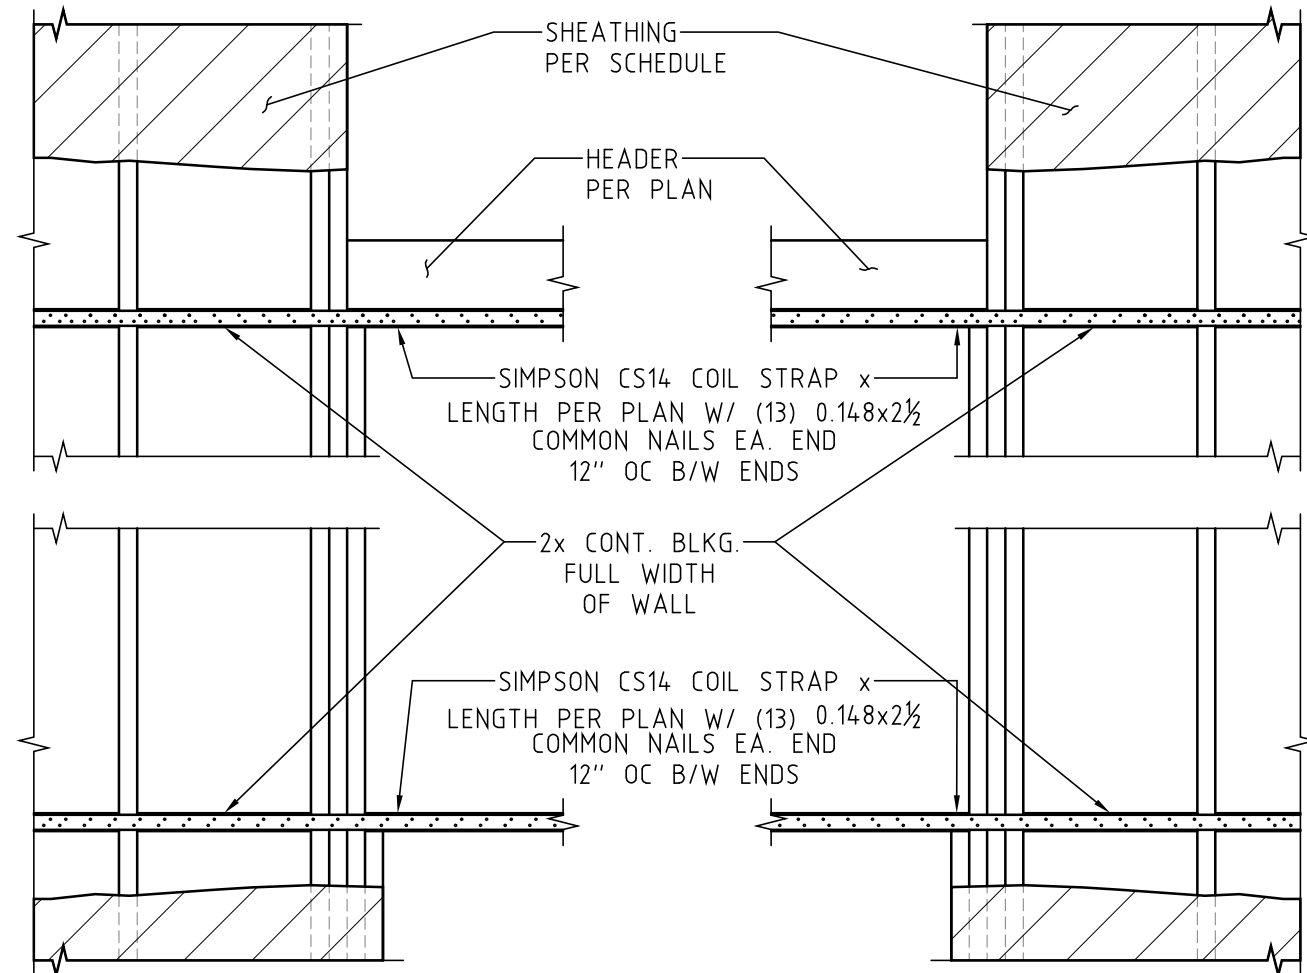 SHEATHING
PER SCHEDULE
HEADER
PER PLAN
SIMPSON CS14 COIL STRAP x
LENGTH PER PLAN W/ (13) 0.148x2½
COMMON NAILS EA. END
12" OC B/W ENDS
2x CONT. BLKG.
FULL WIDTH
OF WALL
SIMPSON CS14 COIL STRAP x
LENGTH PER PLAN W/ (13) 0.148x2½
COMMON NAILS EA. END
12" OC B/W ENDS